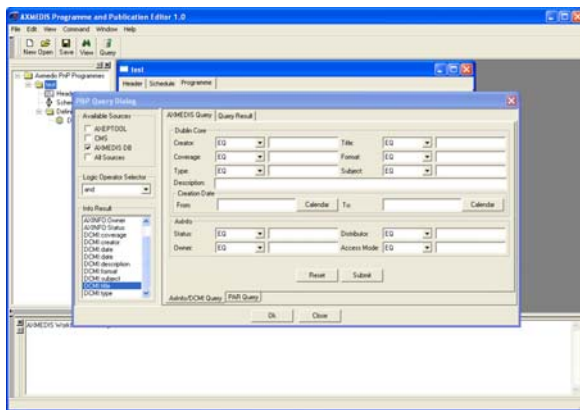 AXMEDIS Programme and Publication Editor 1.0
File Edit View Command Window Help
New Open Save View Query
Axmedis PnP Programmes
test
test
Header Schedule Programme
PnP Query Dialog
Available Sources
AXEPTOOL
CMS
AXMEDIS DB
All Sources
Logic Operator Selector
and
Info Result
AXINFO Owner
AXINFO Status
DCMI coverage
DCMI creator
DCMI date
DCMI date
DCMI description
DCMI format
DCMI subject
DCMI title
DCMI type
AXMEDIS Query Query Result
Dublin Core
Creator: EQ Title: EQ
Coverage: EQ Format: EQ
Type: EQ Subject: EQ
Description:
Creation Date
From: Calendar To: Calendar
AxInfo
Status: EQ Distributor: EQ
Owner: EQ Access Mode: EQ
Reset Submit
AxInfo/DCMI Query PAR Query
Ok Close